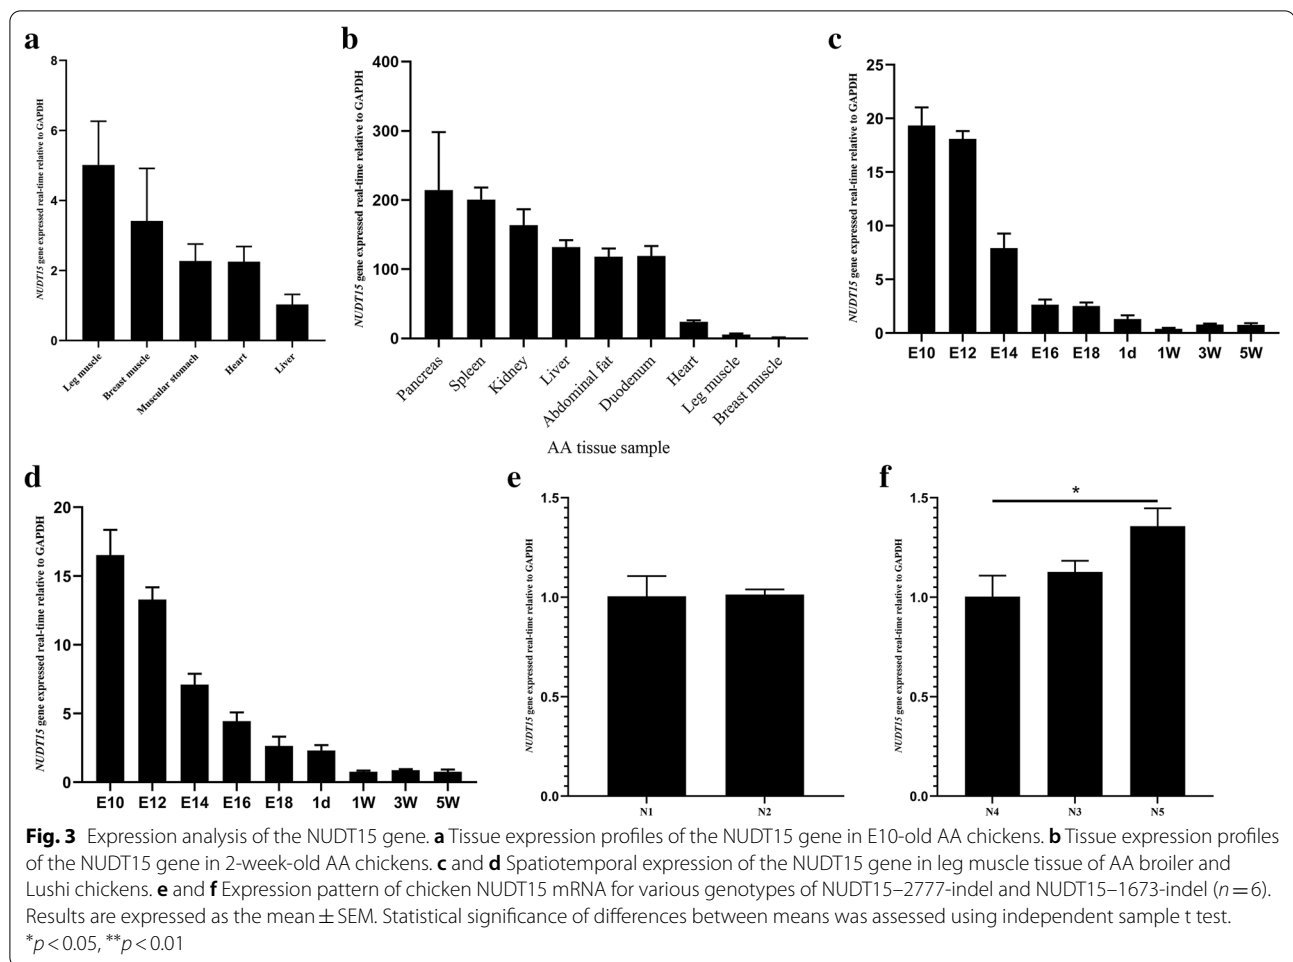 a
NUDT15 gene expressed real-time relative to GAPDH
8
6
4
2
0
Leg muscle
Breast muscle
Muscular stomach
Heart
Liver
b
NUDT15 gene expressed real-time relative to GAPDH
400
300
200
100
0
Pancreas
Spleen
Kidney
Liver
Abdominal fat
Duodenum
Heart
Leg muscle
Breast muscle
AA tissue sample
c
NUDT15 gene expressed real-time relative to GAPDH
25
20
15
10
5
0
E10 E12 E14 E16 E18 1d 1W 3W 5W
d
NUDT15 gene expressed real-time relative to GAPDH
20
15
10
5
0
E10 E12 E14 E16 E18 1d 1W 3W 5W
e
NUDT15 gene expressed real-time relative to GAPDH
1.5
1.0
0.5
0.0
N1 N2
f
NUDT15 gene expressed real-time relative to GAPDH
1.5
1.0
0.5
0.0
*
N4 N3 N5
Fig. 3 Expression analysis of the NUDT15 gene. a Tissue expression profiles of the NUDT15 gene in E10-old AA chickens. b Tissue expression profiles
of the NUDT15 gene in 2-week-old AA chickens. c and d Spatiotemporal expression of the NUDT15 gene in leg muscle tissue of AA broiler and
Lushi chickens. e and f Expression pattern of chicken NUDT15 mRNA for various genotypes of NUDT15–2777-indel and NUDT15–1673-indel (n = 6).
Results are expressed as the mean ± SEM. Statistical significance of differences between means was assessed using independent sample t test.
*p < 0.05, **p < 0.01